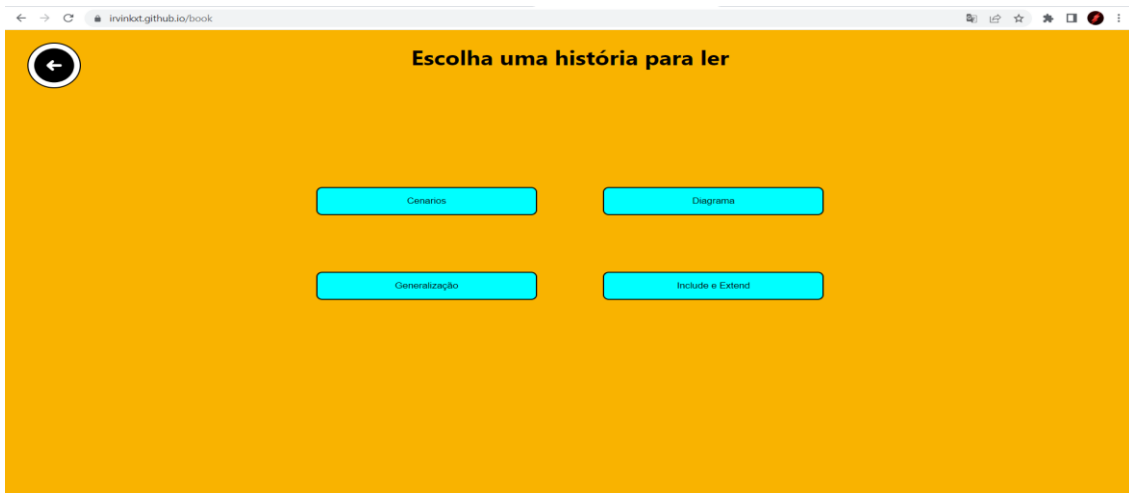 irvinlxt.github.io/book
Escolha uma história para ler
Cenarios
Diagrama
Generalização
Include e Extend